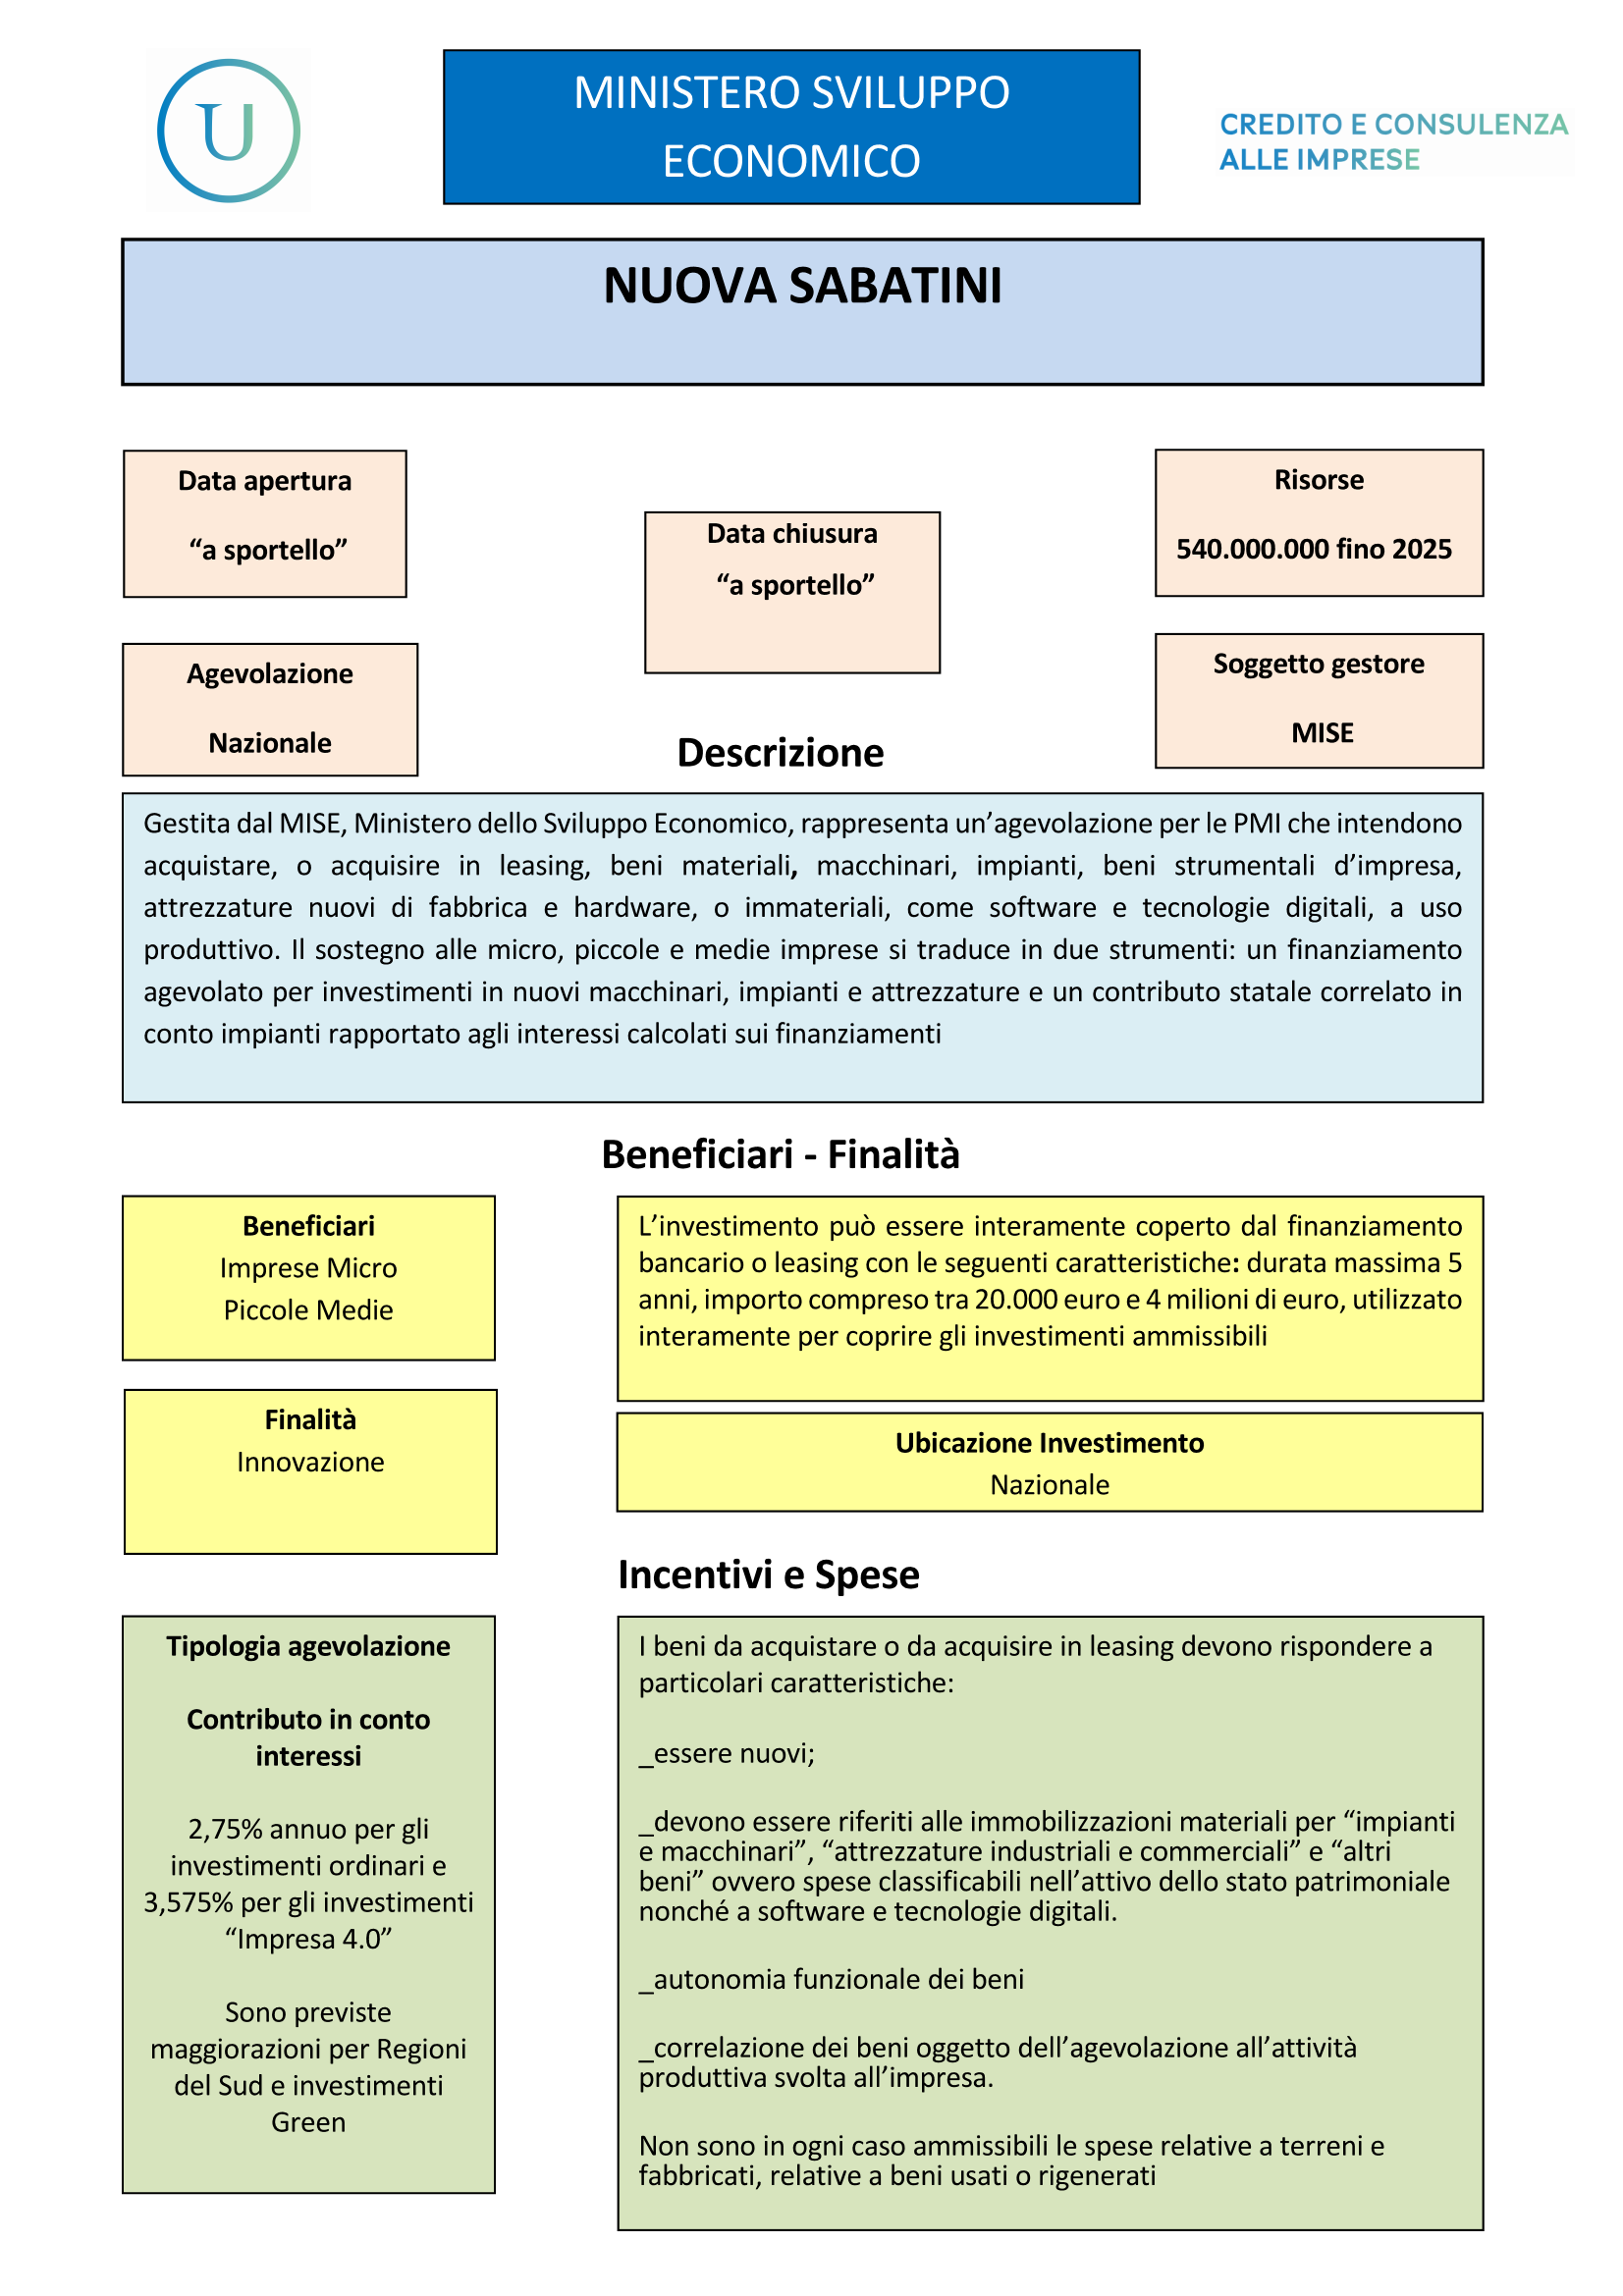 U
MINISTERO SVILUPPO
ECONOMICO
CREDITO E CONSULENZA
ALLE IMPRESE
NUOVA SABATINI
Data apertura
“a sportello”
Data chiusura
“a sportello”
Risorse
540.000.000 fino 2025
Agevolazione
Nazionale
Soggetto gestore
MISE
Descrizione
Gestita dal MISE, Ministero dello Sviluppo Economico, rappresenta un’agevolazione per le PMI che intendono
acquistare, o acquisire in leasing, beni materiali, macchinari, impianti, beni strumentali d’impresa,
attrezzature nuovi di fabbrica e hardware, o immateriali, come software e tecnologie digitali, a uso
produttivo. Il sostegno alle micro, piccole e medie imprese si traduce in due strumenti: un finanziamento
agevolato per investimenti in nuovi macchinari, impianti e attrezzature e un contributo statale correlato in
conto impianti rapportato agli interessi calcolati sui finanziamenti
Beneficiari - Finalità
Beneficiari
Imprese Micro
Piccole Medie
L’investimento può essere interamente coperto dal finanziamento
bancario o leasing con le seguenti caratteristiche: durata massima 5
anni, importo compreso tra 20.000 euro e 4 milioni di euro, utilizzato
interamente per coprire gli investimenti ammissibili
Finalità
Innovazione
Ubicazione Investimento
Nazionale
Incentivi e Spese
Tipologia agevolazione
Contributo in conto
interessi
2,75% annuo per gli
investimenti ordinari e
3,575% per gli investimenti
“Impresa 4.0”
Sono previste
maggiorazioni per Regioni
del Sud e investimenti
Green
I beni da acquistare o da acquisire in leasing devono rispondere a
particolari caratteristiche:
_essere nuovi;
_devono essere riferiti alle immobilizzazioni materiali per “impianti
e macchinari”, “attrezzature industriali e commerciali” e “altri
beni” ovvero spese classificabili nell’attivo dello stato patrimoniale
nonché a software e tecnologie digitali.
_autonomia funzionale dei beni
_correlazione dei beni oggetto dell’agevolazione all’attività
produttiva svolta all’impresa.
Non sono in ogni caso ammissibili le spese relative a terreni e
fabbricati, relative a beni usati o rigenerati